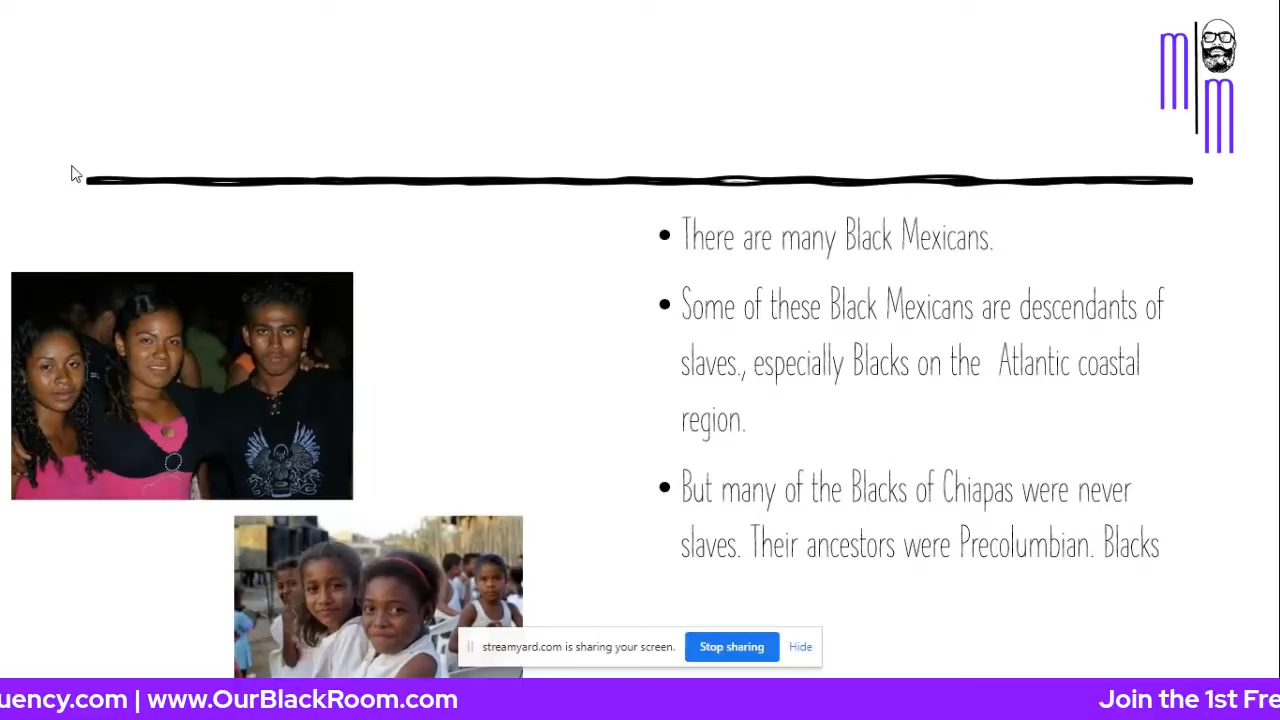 m
m
There are many Black Mexicans.
Some of these Black Mexicans are descendants of
slaves., especially Blacks on the Atlantic coastal
region.
But many of the Blacks of Chiapas were never
slaves. Their ancestors were Precolumbian. Blacks
streamyard.com is sharing your screen. Stop sharing Hide
uency.com | www.OurBlackRoom.com Join the 1st Fre